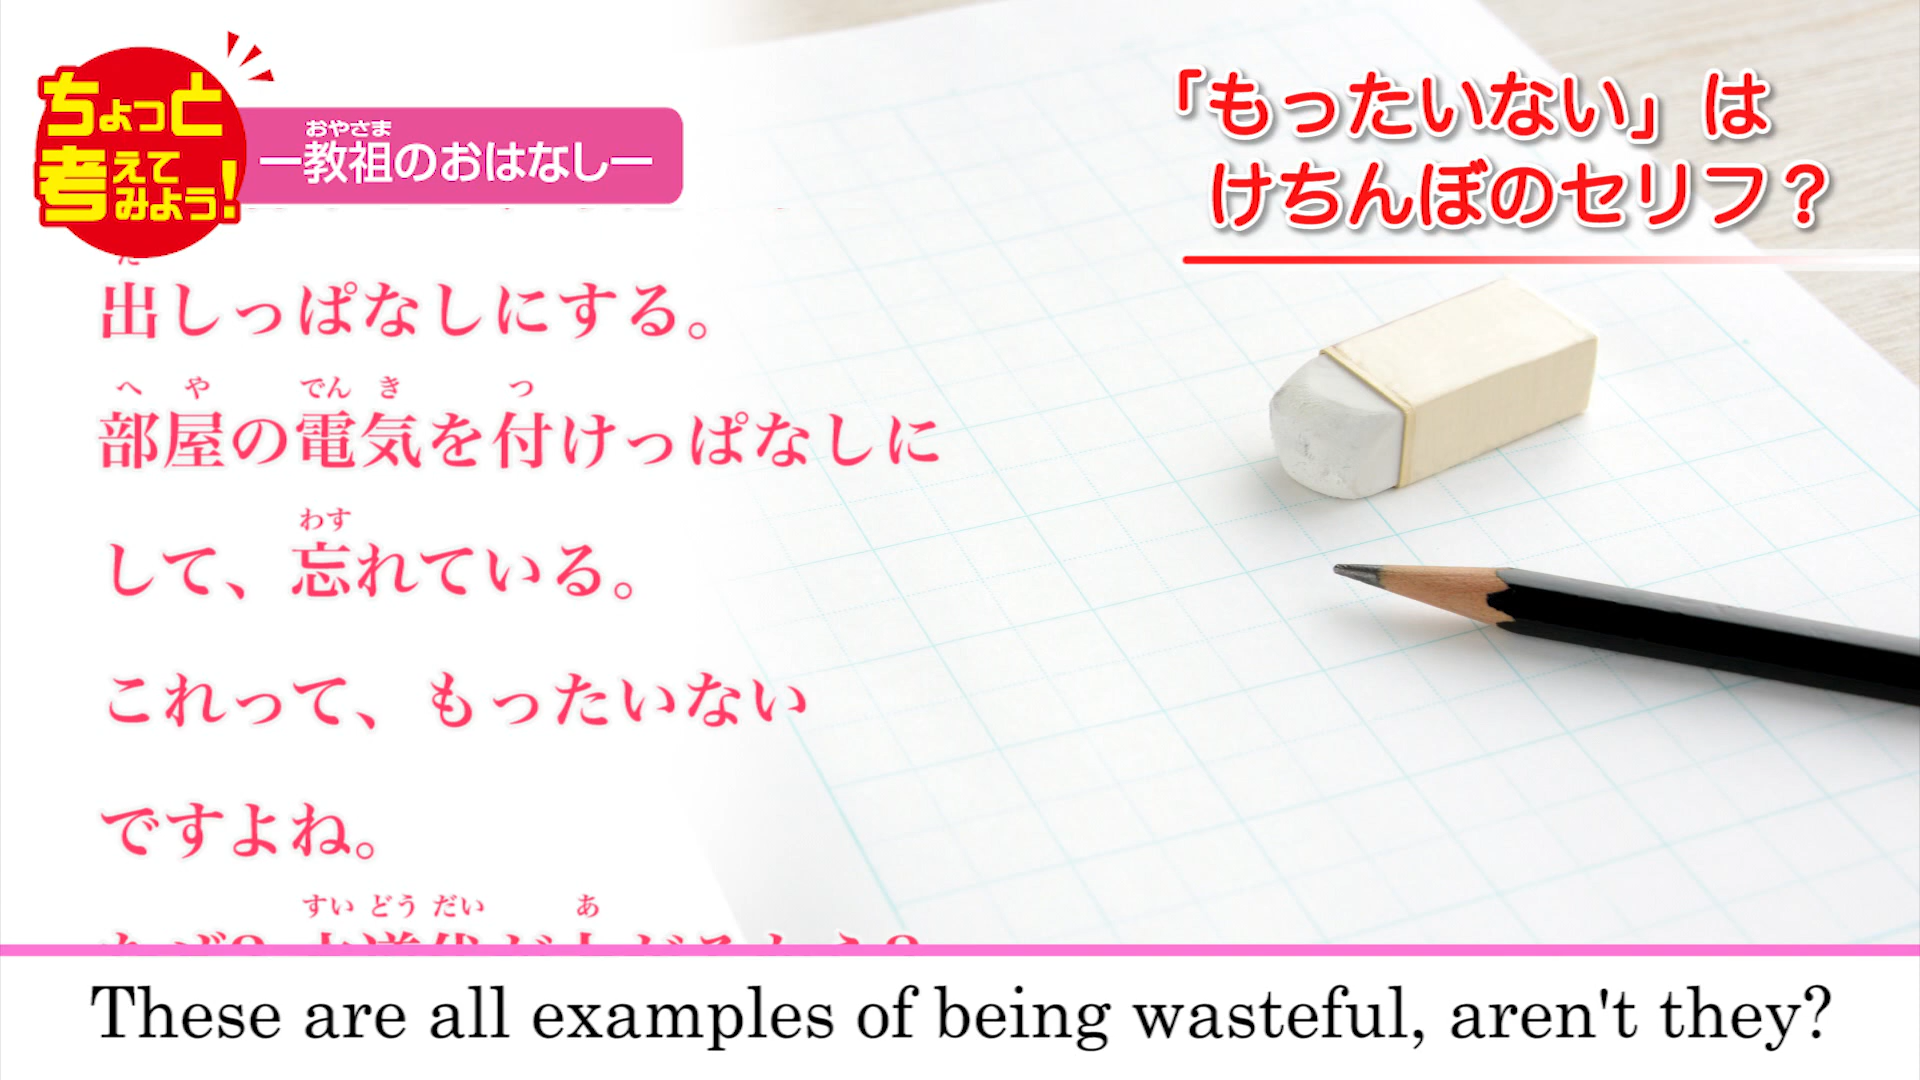 ちょっと
考えて
みよう!
おやさま
ー教祖のおはなしー
「もったいない」は
けちんぼのセリフ？
だ
出しっぱなしにする。
へ や でん き つ
部屋の電気を付けっぱなしに
わす
して、忘れている。
これって、もったいない
ですよね。
すい どう だい あ
These are all examples of being wasteful, aren't they?